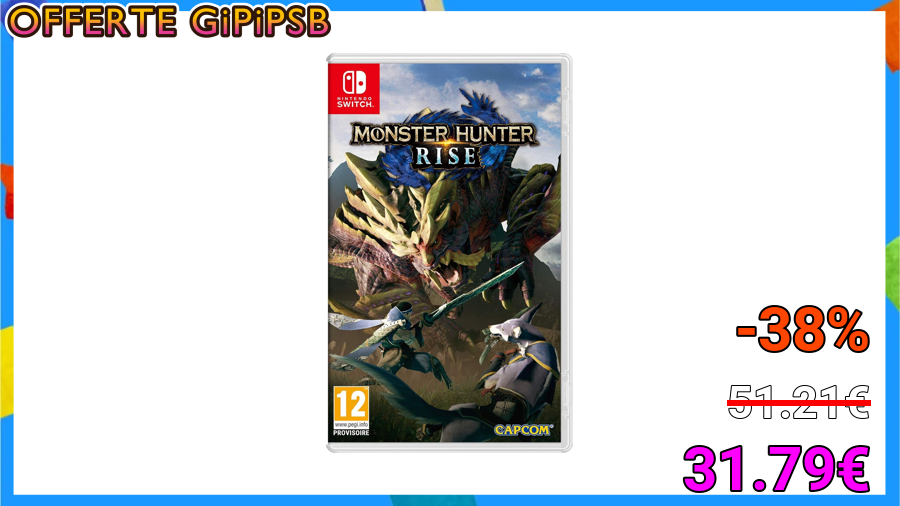 OFFERTE GiPiPSB
NINTENDO
SWITCH.
MONSTER HUNTER
RISE
-38%
51.21€
31.79€
12
www.pegi.info
PROVISOIRE
CAPCOM